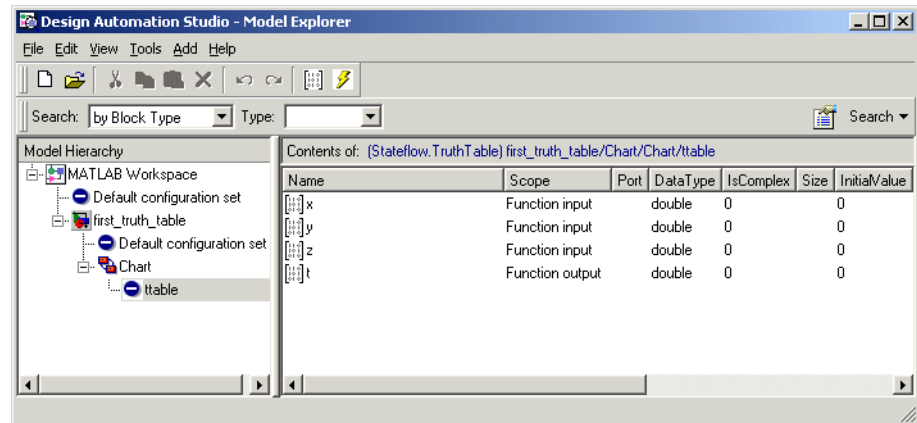 Design Automation Studio - Model Explorer
File Edit View Tools Add Help
Search: by Block Type Type: Search
Model Hierarchy
MATLAB Workspace
Default configuration set
first_truth_table
Default configuration set
Chart
ttable
Contents of: (Stateflow.TruthTable) first_truth_table/Chart/Chart/ttable
Name Scope Port DataType IsComplex Size InitialValue
x Function input double 0 0
y Function input double 0 0
z Function input double 0 0
t Function output double 0 0